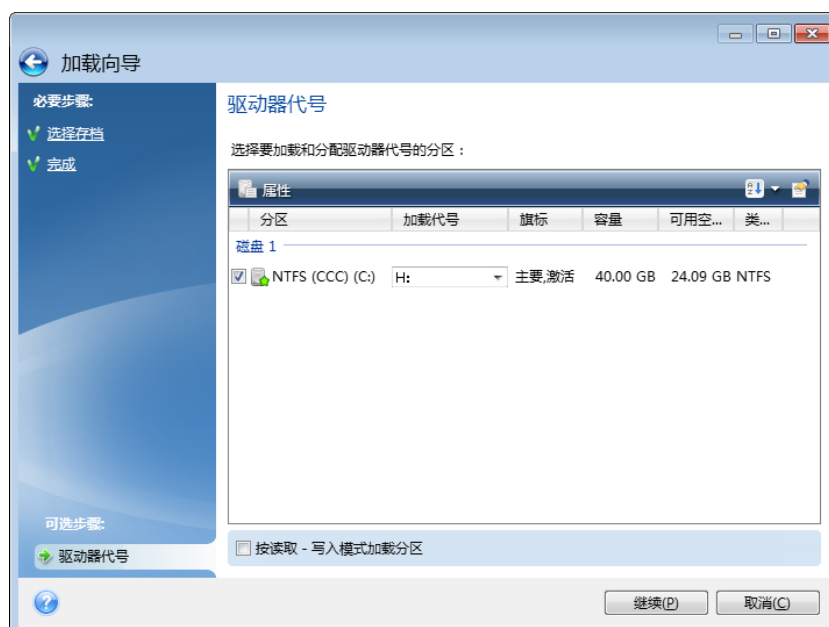 加载向导
必要步骤:
选择存档
完成
驱动器代号
选择要加载和分配驱动器代号的分区：
属性
分区 加载代号 旗标 容量 可用空... 类...
磁盘 1
NTFS (CCC) (C:) H: 主要,激活 40.00 GB 24.09 GB NTFS
可选步骤:
驱动器代号
按读取 - 写入模式加载分区
继续(P) 取消(C)